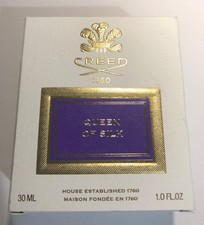 CREED
1760
QUEEN
OF SILK
HOUSE ESTABLISHED 1760
30 ML
MAISON FONDÉE EN 1760
1.0 FL.OZ